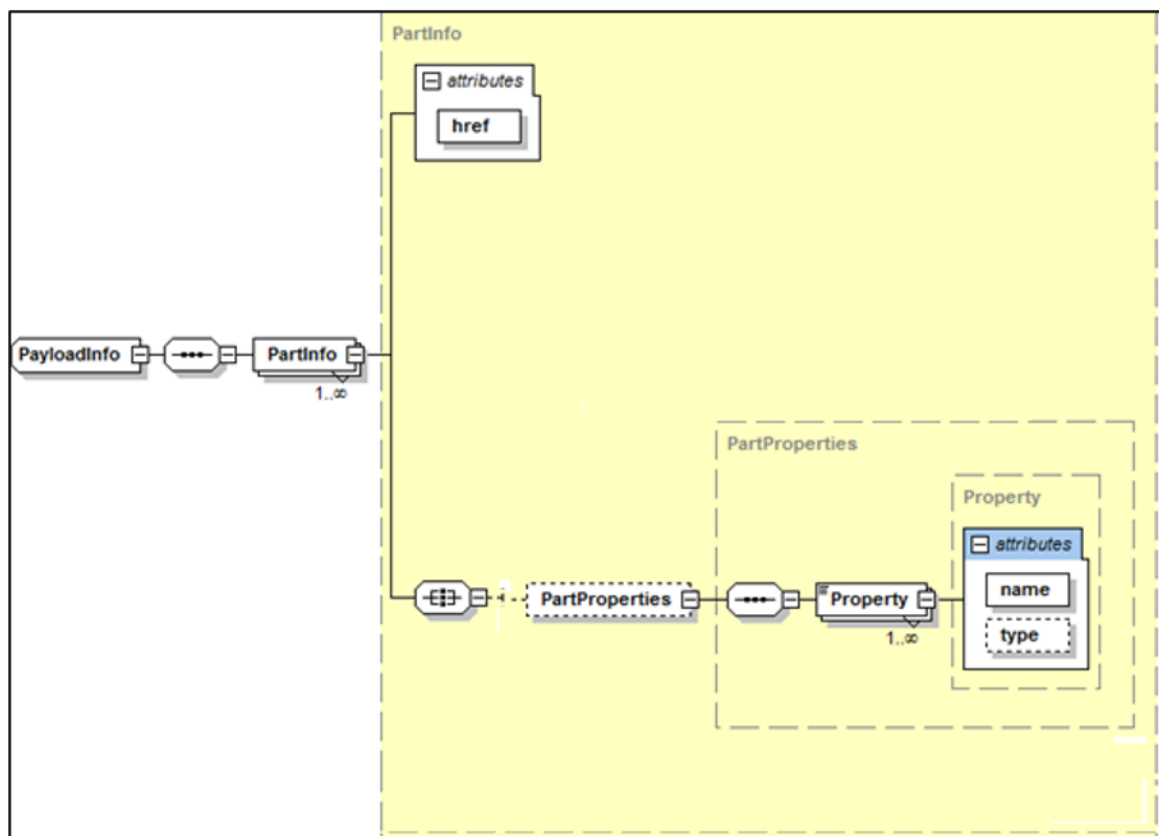 PartInfo
attributes
href
PayloadInfo
PartInfo
1..∞
PartProperties
Property
attributes
PartProperties
Property
name
1..∞
type